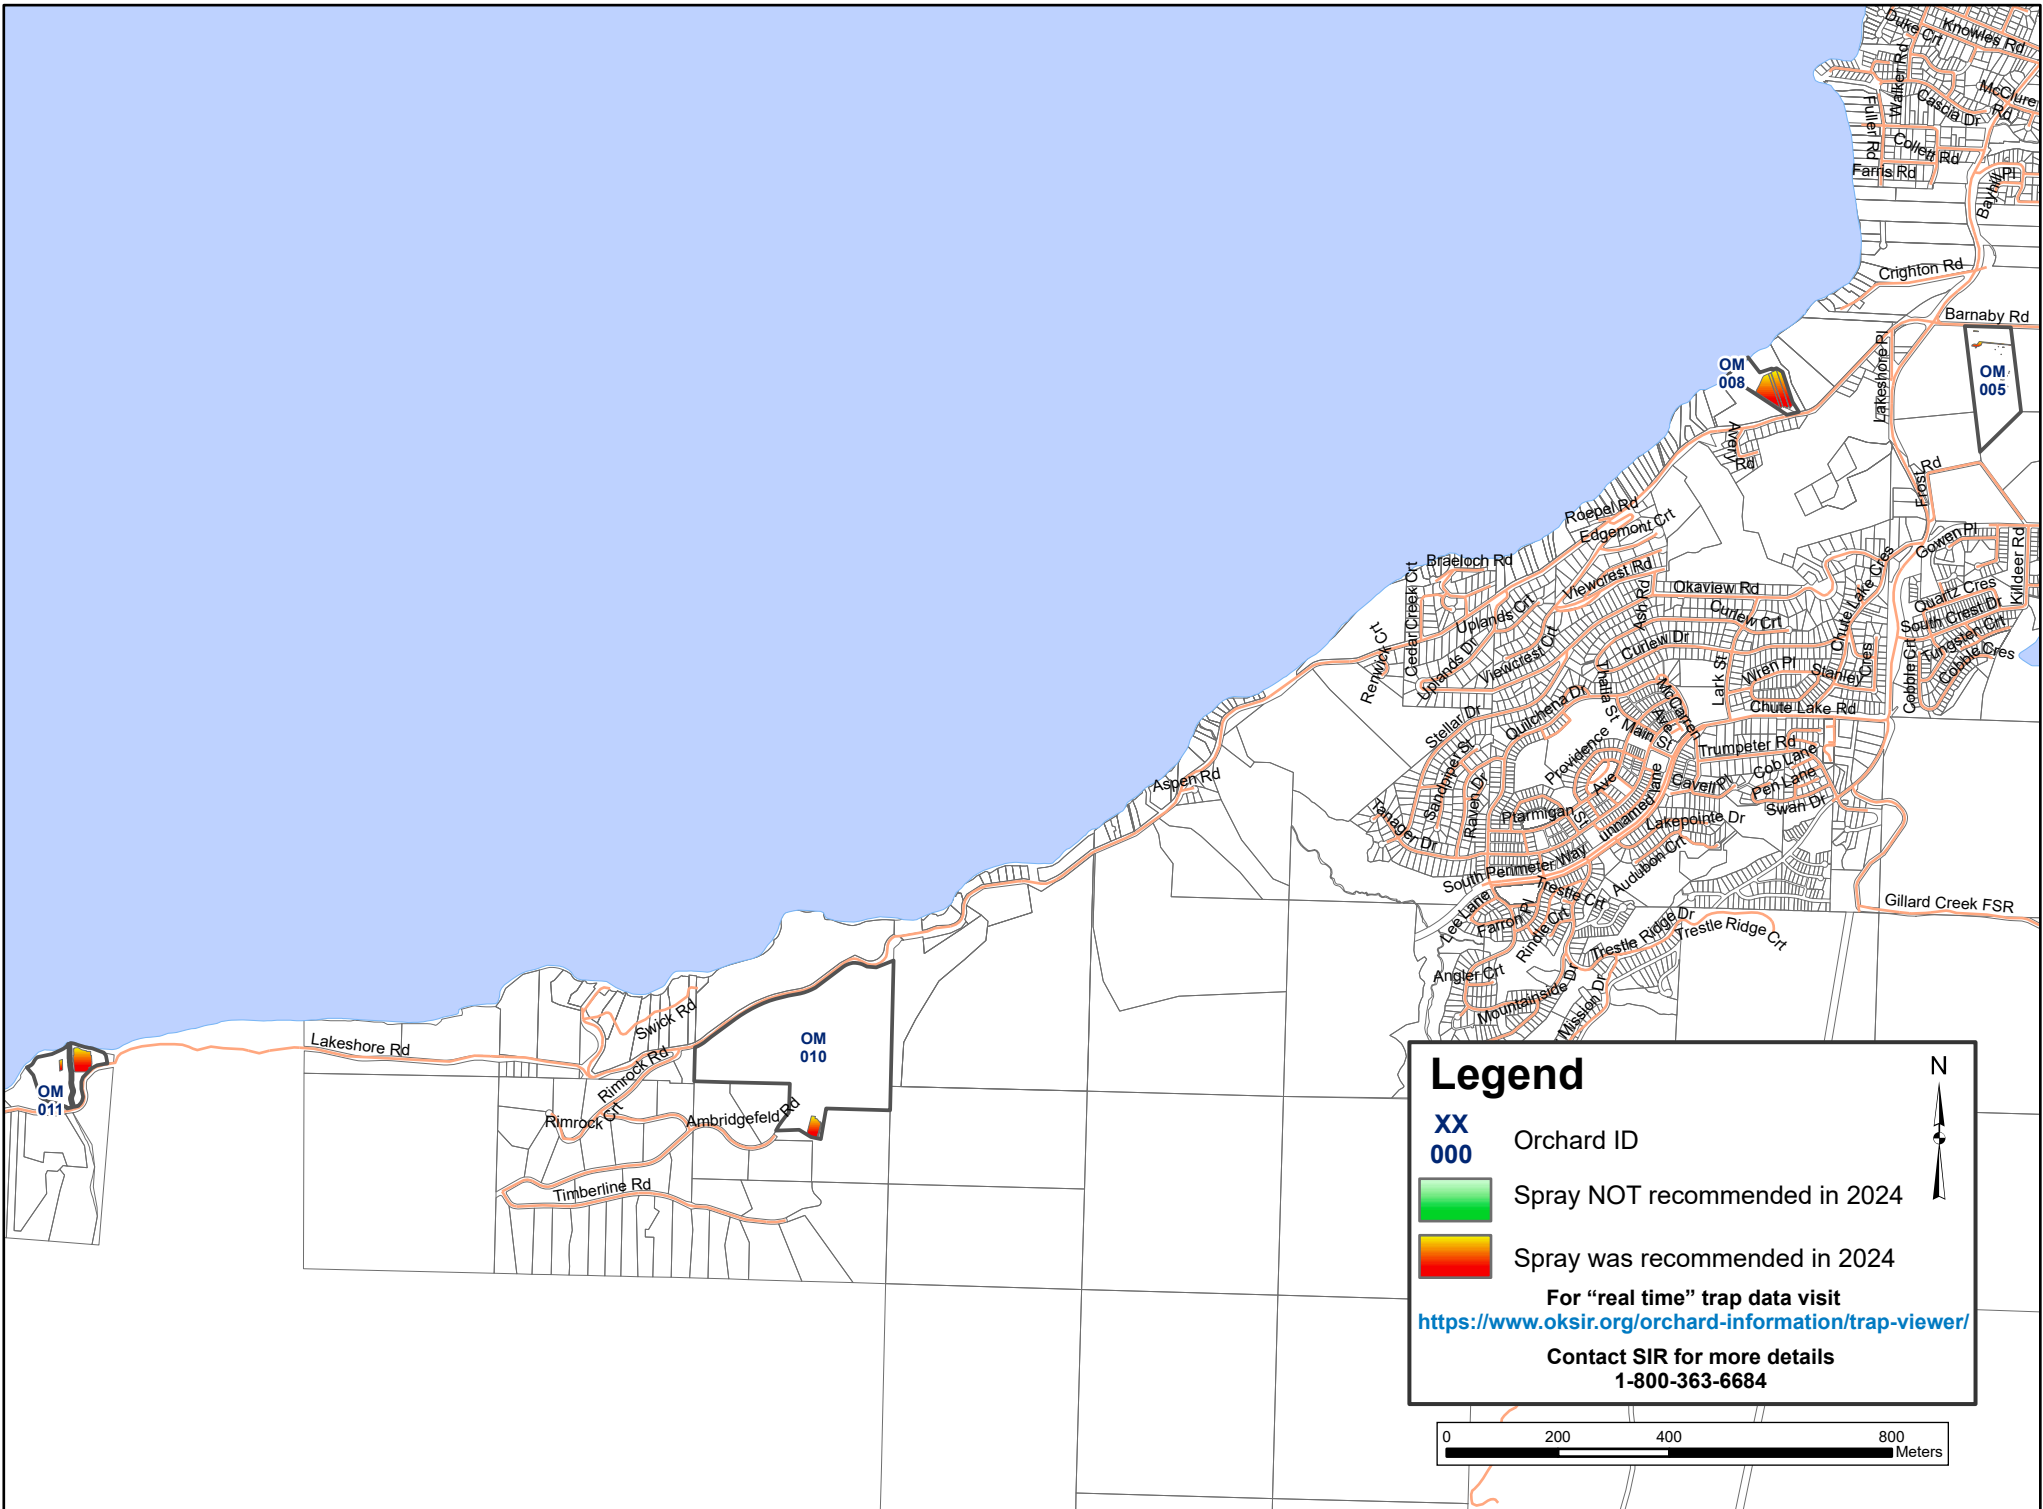 Duke Crt
Knowles Rd
Walker Rd
McClure
Rd
Cascia Dr
Fuller Rd
Collett Rd
Farris Rd
Bayhill
Pl
Crighton Rd
Barnaby Rd
Lakeshore Pl
OM
008
OM
005
Avery
Rd
Frost
Rd
Roepel Rd
Edgemont Crt
Gowen Pl
Killdeer Rd
Braeloch Rd
Cedar Creek Crt
Viewcrest Rd
Okaview Rd
Ash Rd
Chute Lake Cres
Quartz Cres
South Crest Dr
Tungsten Crt
Cobble Cres
Cobble Crt
Uplands Crt
Curlew Crt
Curlew Dr
Renwick Crt
Uplands Dr
Viewcrest Crt
Lark St
Wren Pl
Stanley
Cres
Thalia St
McCarren
Ave
Chute Lake Rd
Stellar Dr
Quilchena Dr
Main St
Trumpeter Rd
Cob Lane
Sandpiper St
Providence
Ave
Aspen Rd
Raven Dr
Cavell Pl
Pen Lane
Swan Dr
Tanager Dr
Ptarmigan
St
unnamed lane
Lakepointe Dr
South Perimeter Way
Audubon Crt
Lee Lane
Trestle Crt
Farron
Pl
Rindle Crt
Gillard Creek FSR
Trestle Ridge Dr
Trestle Ridge Crt
Angler Crt
Mountainside Dr
Mission Dr
Swick Rd
Lakeshore Rd
Rimrock Rd
OM
010
OM
011
Rimrock
Crt
Ambridgefeld Rd
Timberline Rd
Legend
N
XX
000
Orchard ID
Spray NOT recommended in 2024
Spray was recommended in 2024
For “real time” trap data visit
https://www.oksir.org/orchard-information/trap-viewer/
Contact SIR for more details
1-800-363-6684
0 200 400 800
Meters